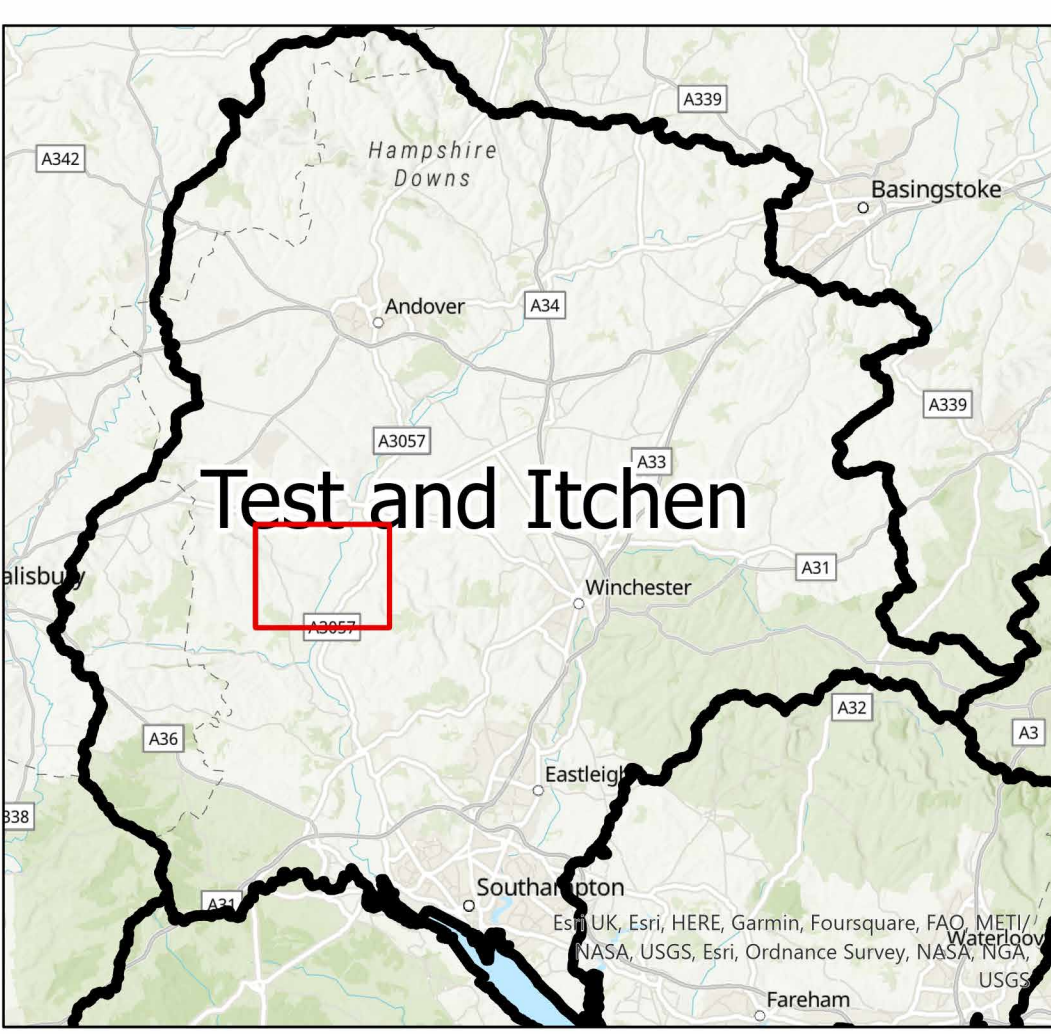 A339
A342
Hampshire
Downs
Basingstoke
Andover
A34
A339
A3057
A33
Test and Itchen
A31
alisbury
Winchester
A3057
A32
A36
A3
Eastleigh
338
Southampton
A31
Esri UK, Esri, HERE, Garmin, Foursquare, FAO, METI/
Waterloov
NASA, USGS, Esri, Ordnance Survey, NASA, NGA,
USGS
Fareham